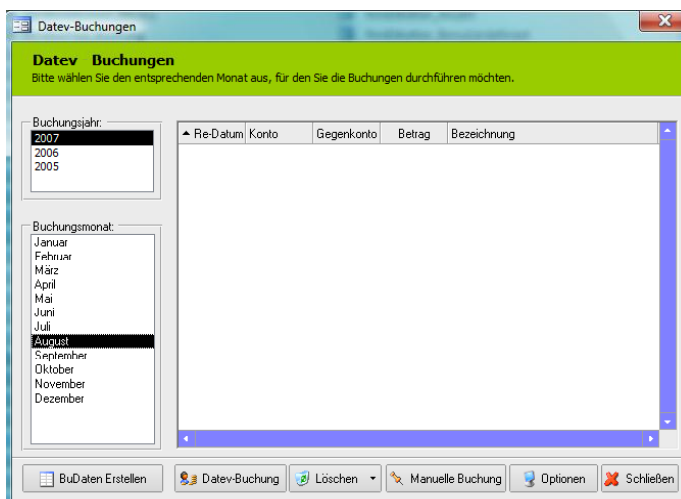 Datev-Buchungen
Datev Buchungen
Bitte wählen Sie den entsprechenden Monat aus, für den Sie die Buchungen durchführen möchten.
Buchungsjahr:
2007
2006
2005
Buchungsmonat:
Januar
Februar
März
April
Mai
Juni
Juli
August
September
Oktober
November
Dezember
Re-Datum Konto Gegenkonto Betrag Bezeichnung
BuDaten Erstellen Datev-Buchung Löschen Manuelle Buchung Optionen Schließen